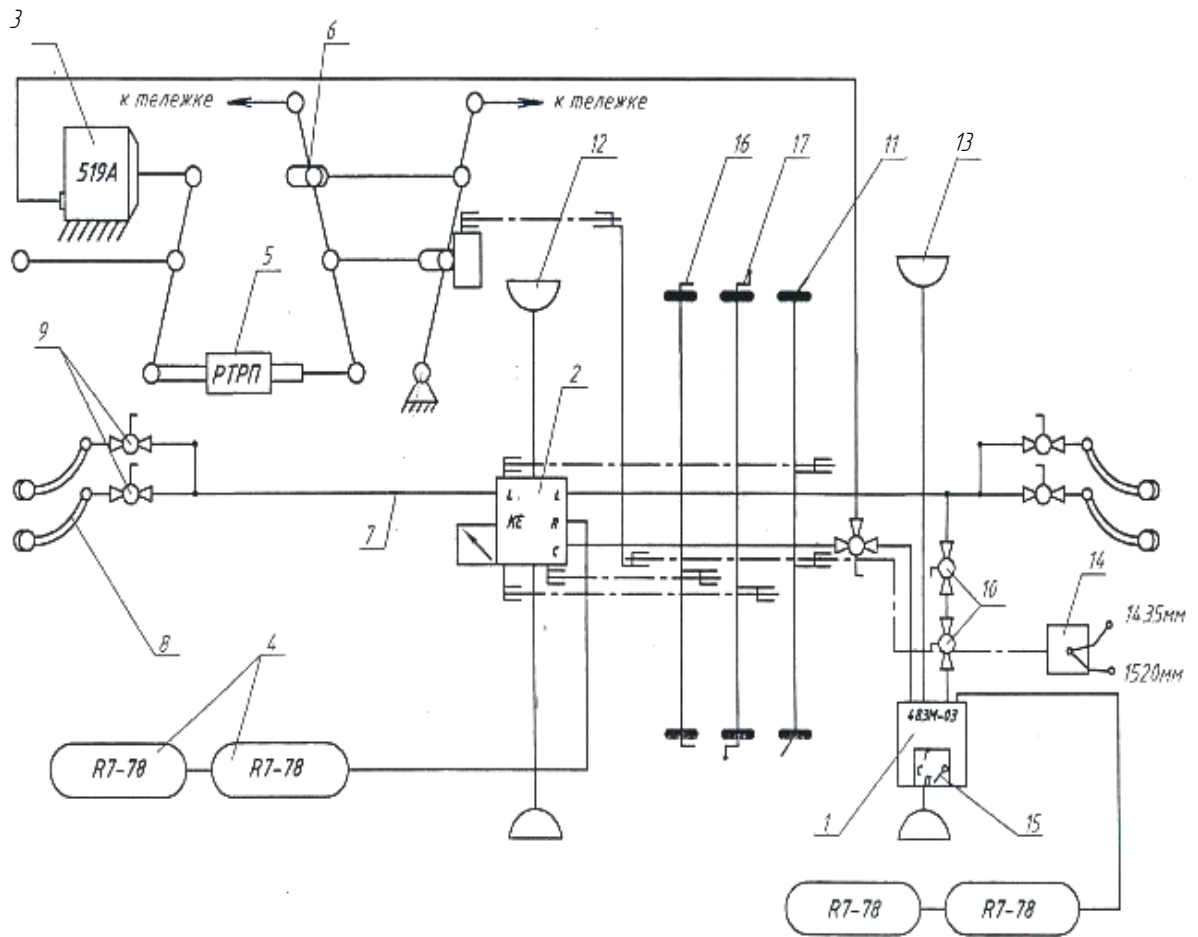 3
6
к тележке
к тележке
519А
12
16
17
11
13
5
9
РТРП
2
L.
L
КЕ
R
C
7
10
14
1435мм
1520мм
8
4
483М-03
R7-78
R7-78
Г
С
П
1
15
R7-78
R7-78